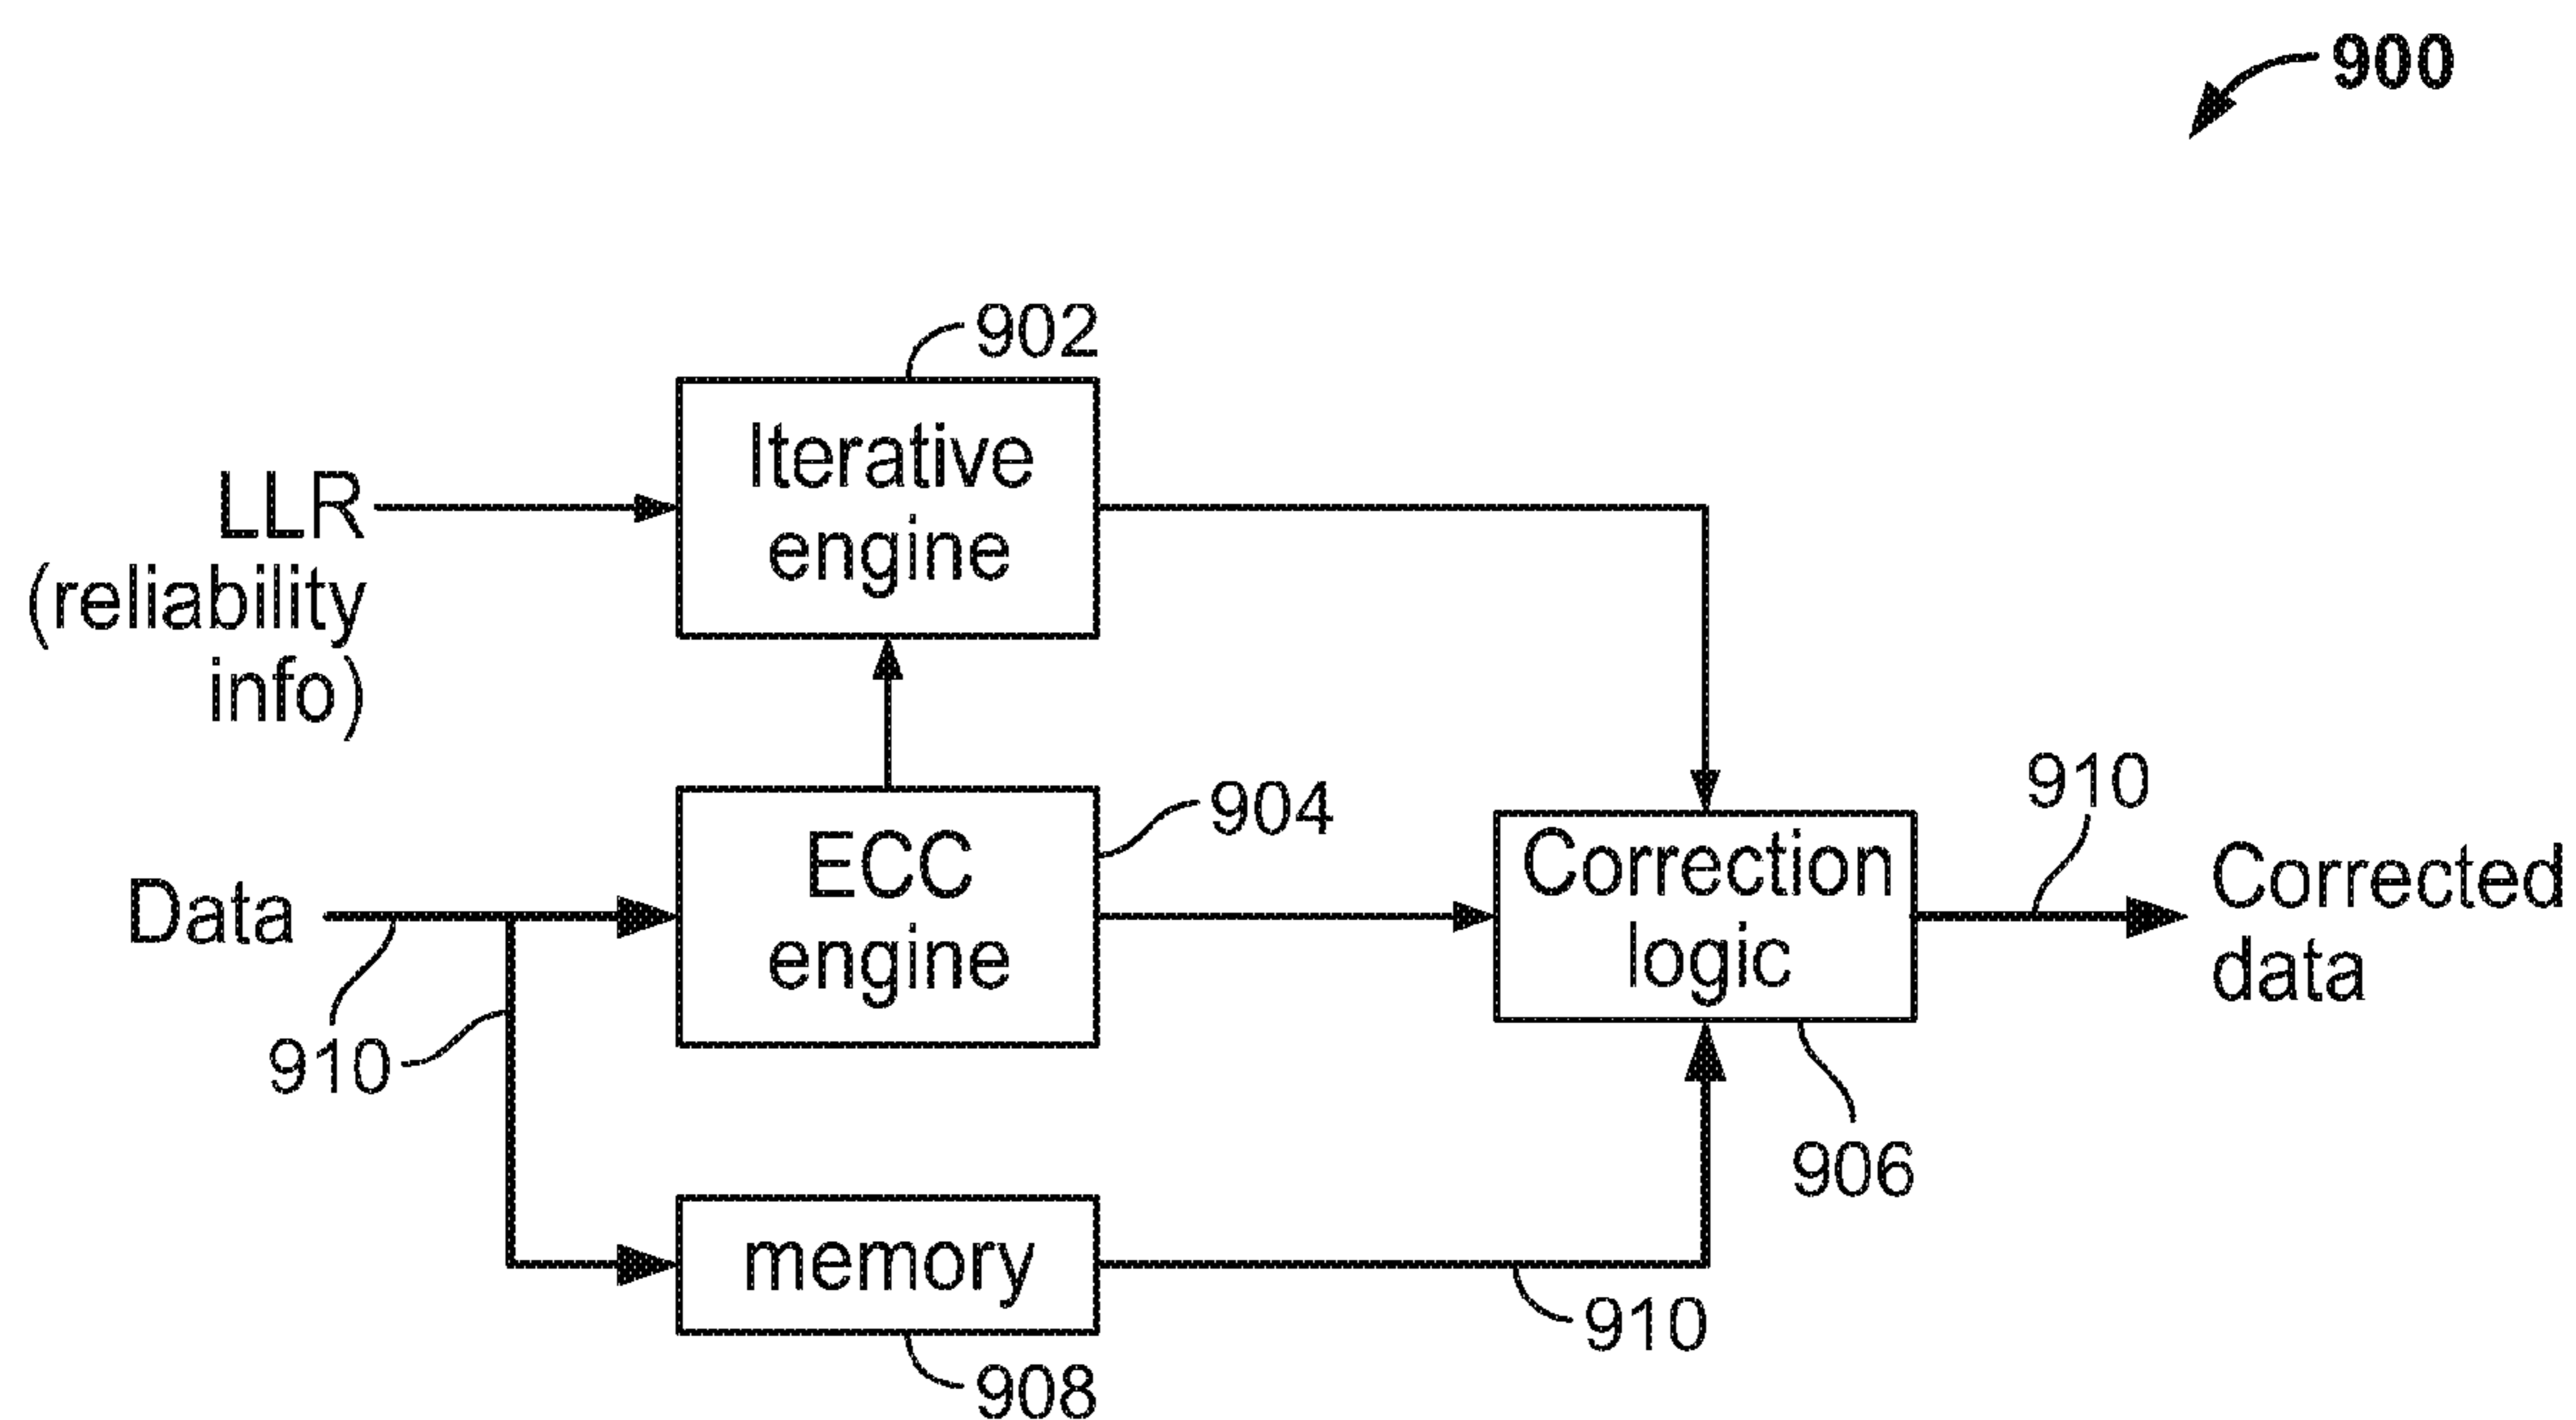 900
902
Iterative
engine
LLR
(reliability
info)
904
ECC
engine
Data
910
910
Correction
logic
906
910
Corrected
data
memory
908
910